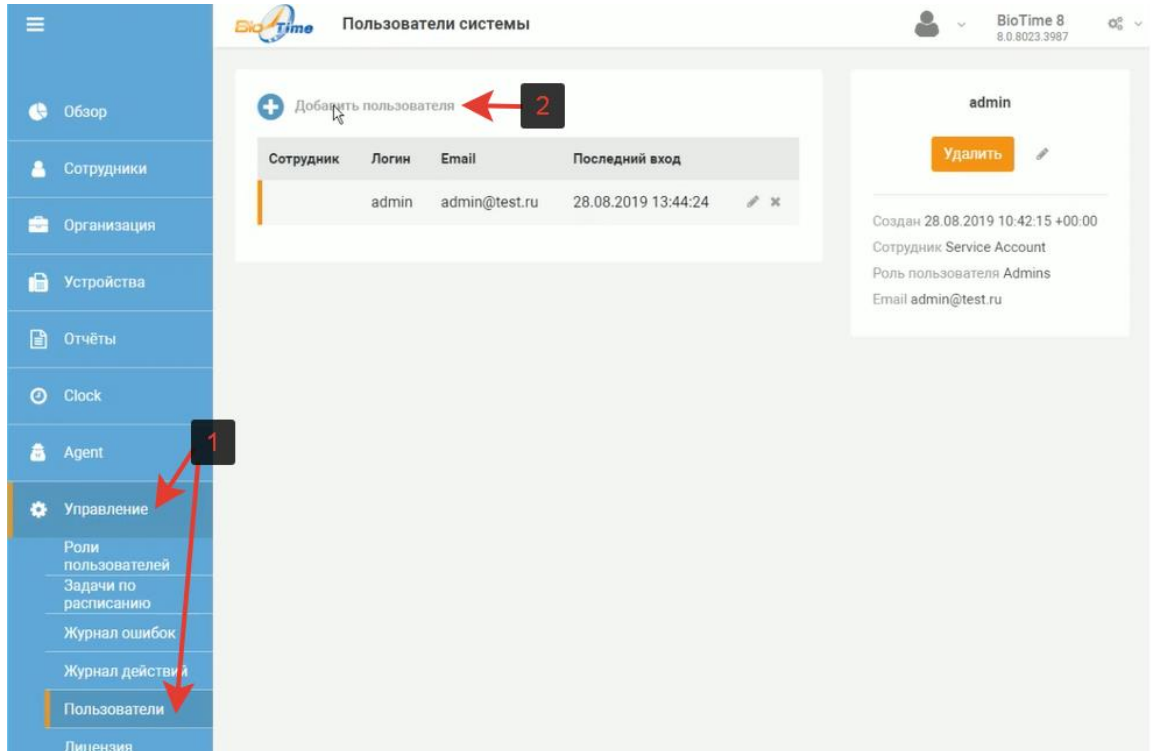 BioTime
Пользователи системы
BioTime 8
8.0.8023.3987
Обзор
Сотрудники
Организация
Устройства
Отчёты
Clock
Agent
1
Управление
Роли
пользователей
Задачи по
расписанию
Журнал ошибок
Журнал действий
Пользователи
Лицензия
Добавить пользователя
2
Сотрудник Логин Email Последний вход
admin admin@test.ru 28.08.2019 13:44:24
admin
Удалить
Создан 28.08.2019 10:42:15 +00:00
Сотрудник Service Account
Роль пользователя Admins
Email admin@test.ru